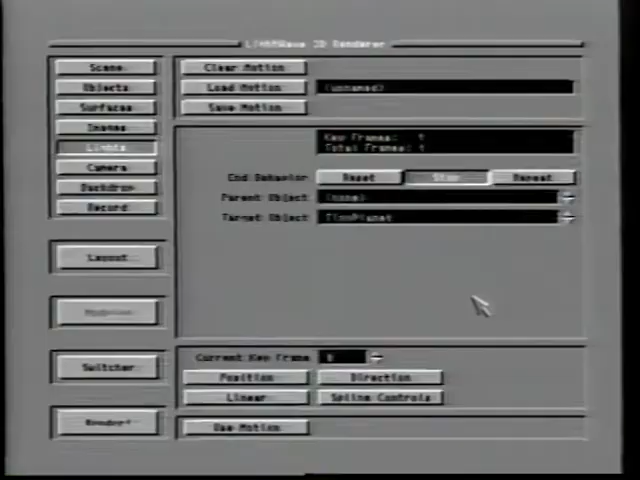 LightWave 3D Renderer
Scene
Objects
Surfaces
Images
Lights
Camera
Backdrop
Record
Layout
Modeler
Switcher
Render!
Clear Motion
Load Motion (unnamed)
Save Motion
Key Frames: 1
Total Frames: 1
End Behavior Reset Stop Repeat
Parent Object (none)
Target Object
Current Key Frame 0
Position Direction
Linear Spline Controls
Use Motion